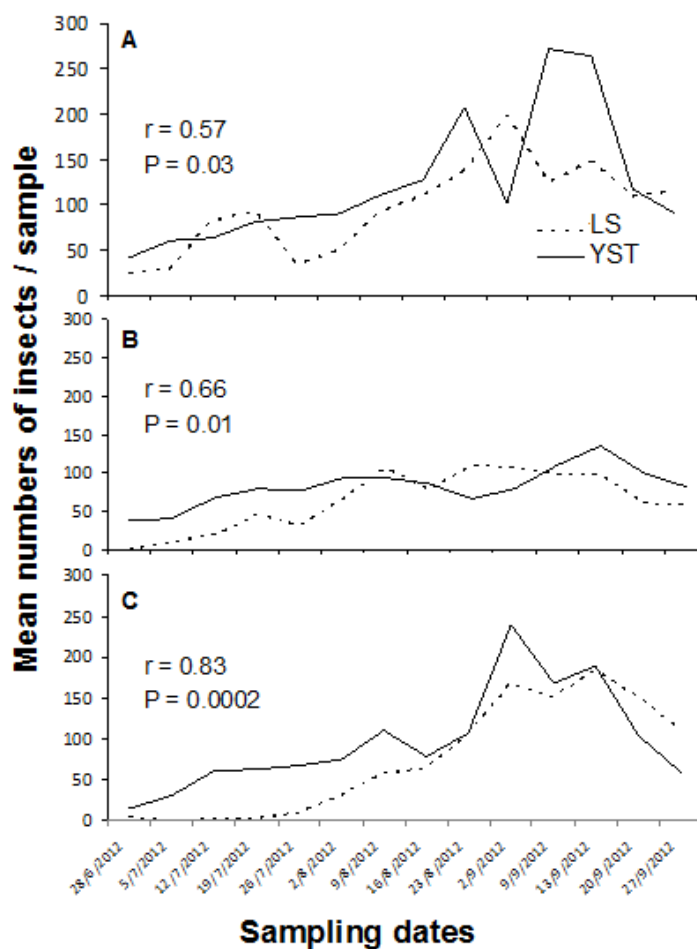 Mean numbers of insects / sample
300
250
200
150
100
50
0
A
r = 0.57
P = 0.03
LS
YST
300
250
200
150
100
50
0
B
r = 0.66
P = 0.01
300
250
200
150
100
50
0
C
r = 0.83
P = 0.0002
28/6/2012
5/7/2012
12/7/2012
19/7/2012
26/7/2012
2/8/2012
9/8/2012
16/8/2012
23/8/2012
2/9/2012
9/9/2012
13/9/2012
20/9/2012
27/9/2012
Sampling dates